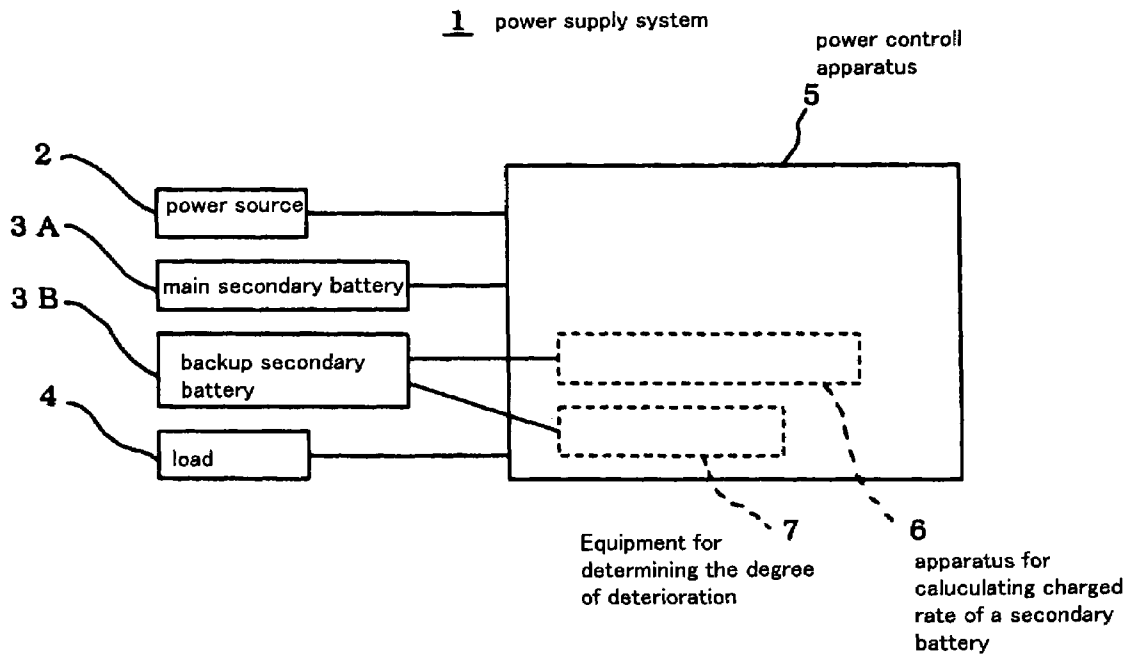 1 power supply system
power controll
apparatus
5
2
power source
3 A
main secondary battery
3 B
backup secondary
battery
4
load
7
Equipment for
determining the degree
of deterioration
6
apparatus for
caluculating charged
rate of a secondary
battery